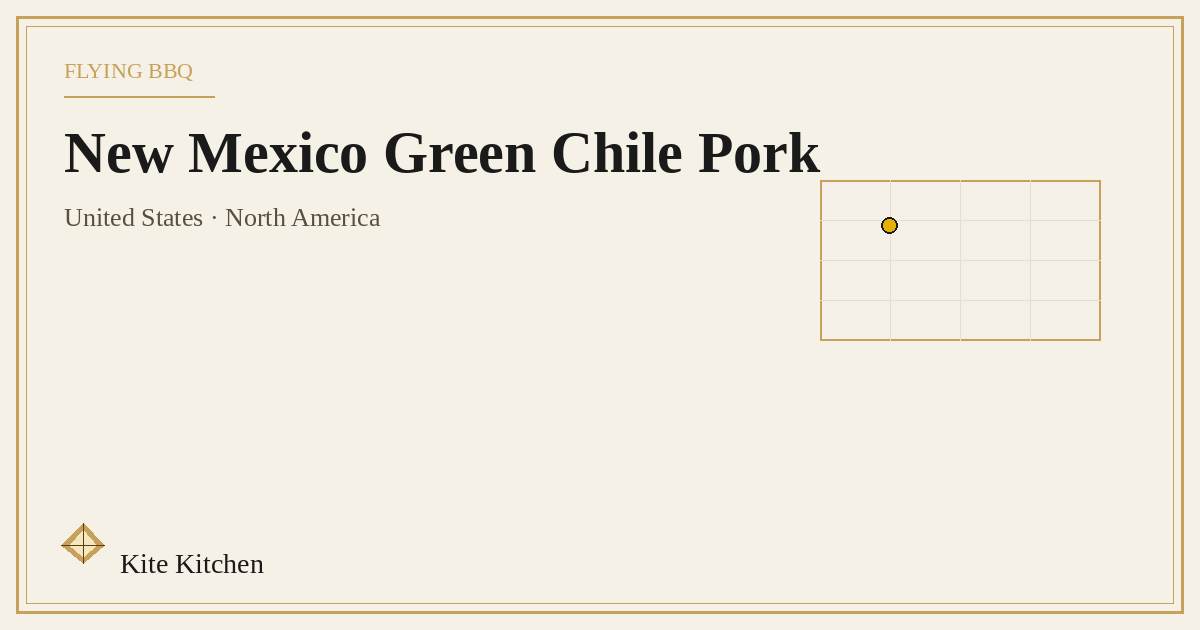 FLYING BBQ
New Mexico Green Chile Pork
United States · North America
Kite Kitchen